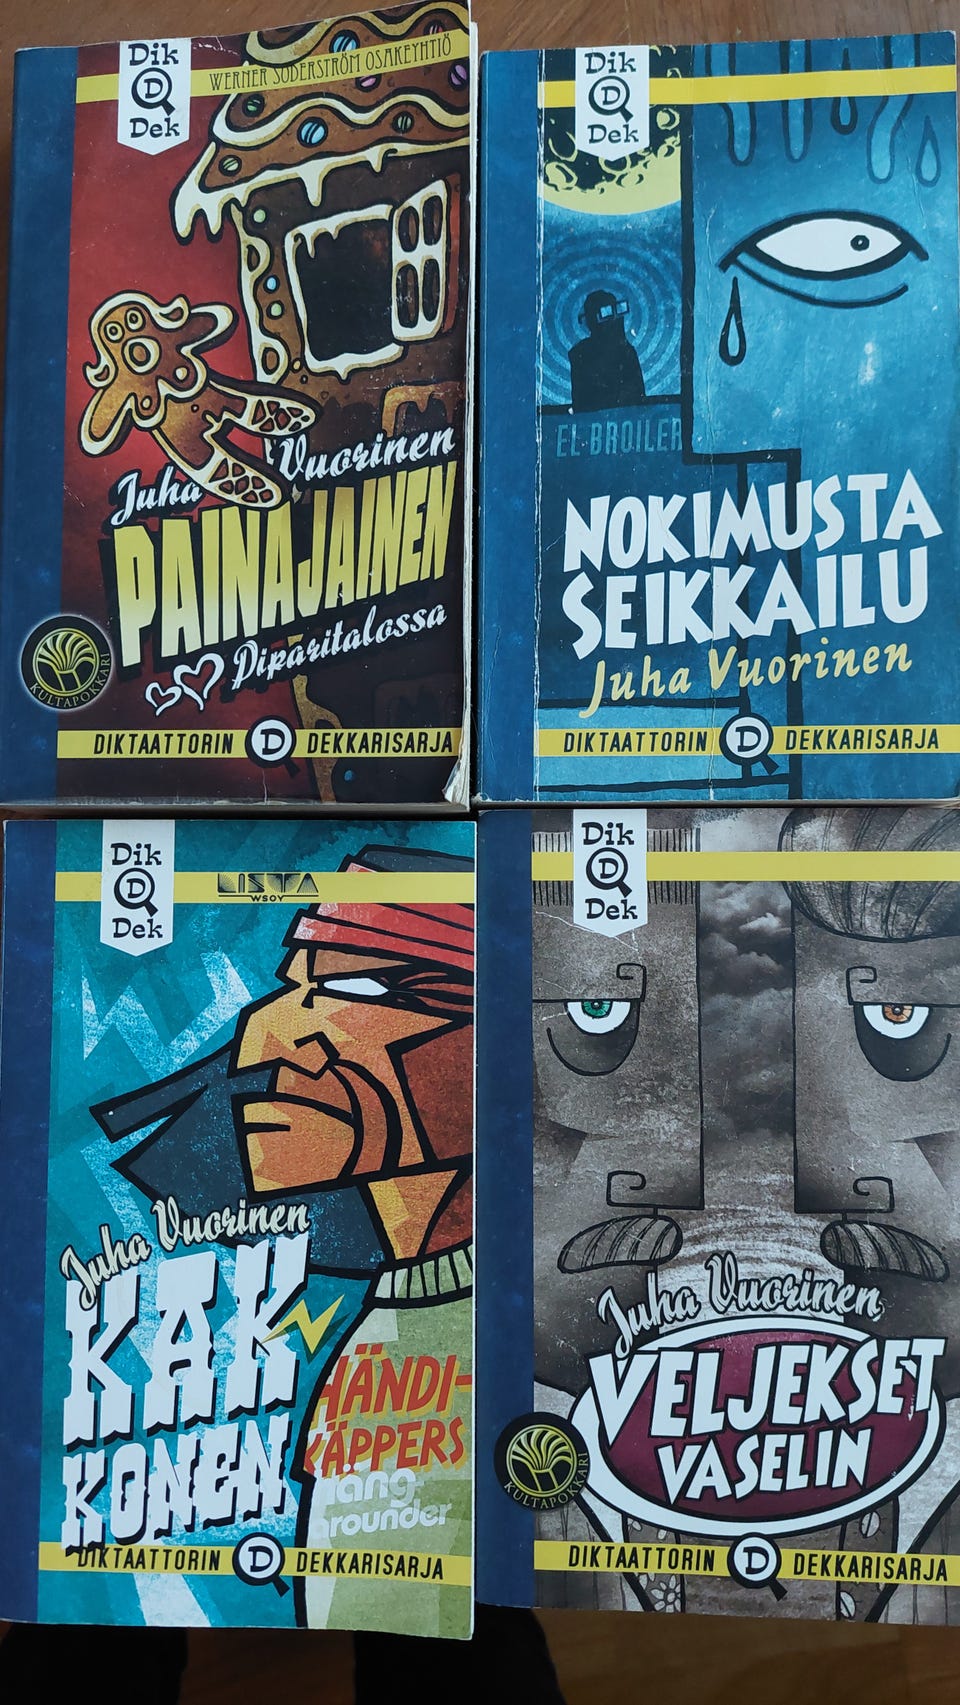 Dik
D
Dek
WERNER SÖDERSTRÖM OSAKEYHTIÖ
Juha Vuorinen
PAINAJAINEN
Piparitalossa
KULTAPOKKARI
DIKTAATTORIN D DEKKARISARJA
Dik
D
Dek
EL BROILER
NOKIMUSTA
SEIKKAILU
Juha Vuorinen
DIKTAATTORIN D DEKKARISARJA
Dik
D
Dek
LISTA
WSOY
Juha Vuorinen
KAK
KONEN
HÄNDI-
KÄPPERS
häng-
arounder
DIKTAATTORIN D DEKKARISARJA
Dik
D
Dek
Juha Vuorinen
VELJEKSET
VASELIN
KULTAPOKKARI
DIKTAATTORIN D DEKKARISARJA